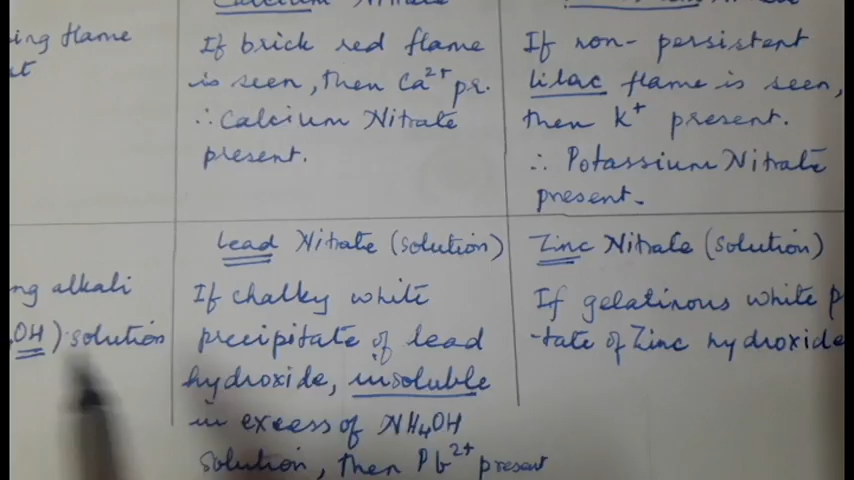 Calcium Nitrate
ing flame
If brick red flame
is seen, then Ca²⁺ pr.
∴ Calcium Nitrate
present.
If non-persistent
lilac flame is seen,
then K⁺ present.
∴ Potassium Nitrate
present.
ng alkali
OH) solution
Lead Nitrate (solution)
If chalky white
precipitate of lead
hydroxide, insoluble
in excess of NH₄OH
solution, then Pb²⁺ present
Zinc Nitrate (solution)
If gelatinous white p
-tate of Zinc hydroxide